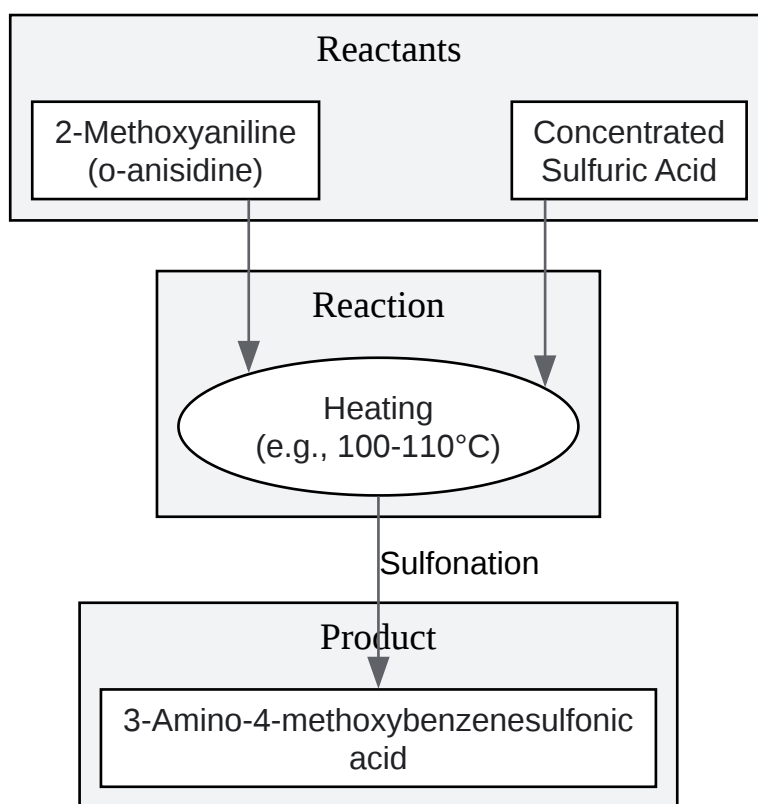 Reactants
2-Methoxyaniline
(o-anisidine)
Concentrated
Sulfuric Acid
Reaction
Heating
(e.g., 100-110°C)
Sulfonation
Product
3-Amino-4-methoxybenzenesulfonic
acid